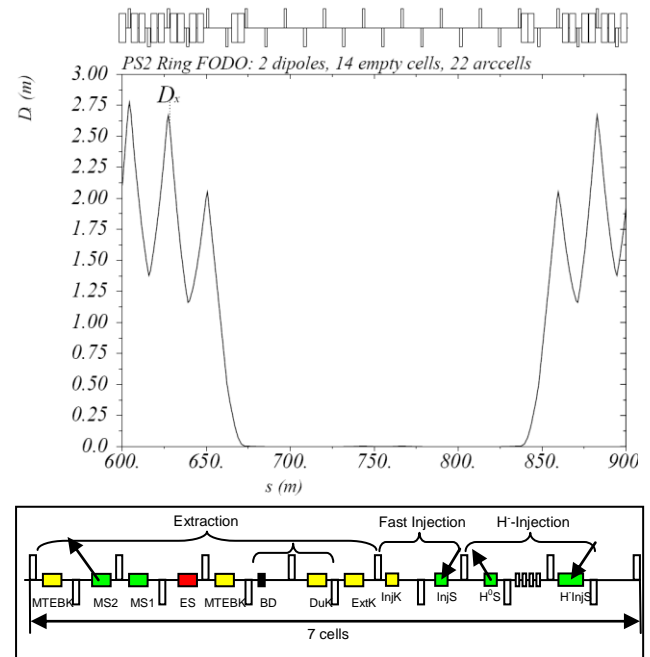 PS2 Ring FODO: 2 dipoles, 14 empty cells, 22 arccells
D (m)
Dx
3.00
2.75
2.50
2.25
2.00
1.75
1.50
1.25
1.00
0.75
0.50
0.25
0.0
600. 650. 700. 750. 800. 850. 900.
s (m)
Extraction Fast Injection H⁻-Injection
MTEBK MS2 MS1 ES MTEBK BD DuK ExtK InjK InjS H⁰S H⁻InjS
7 cells